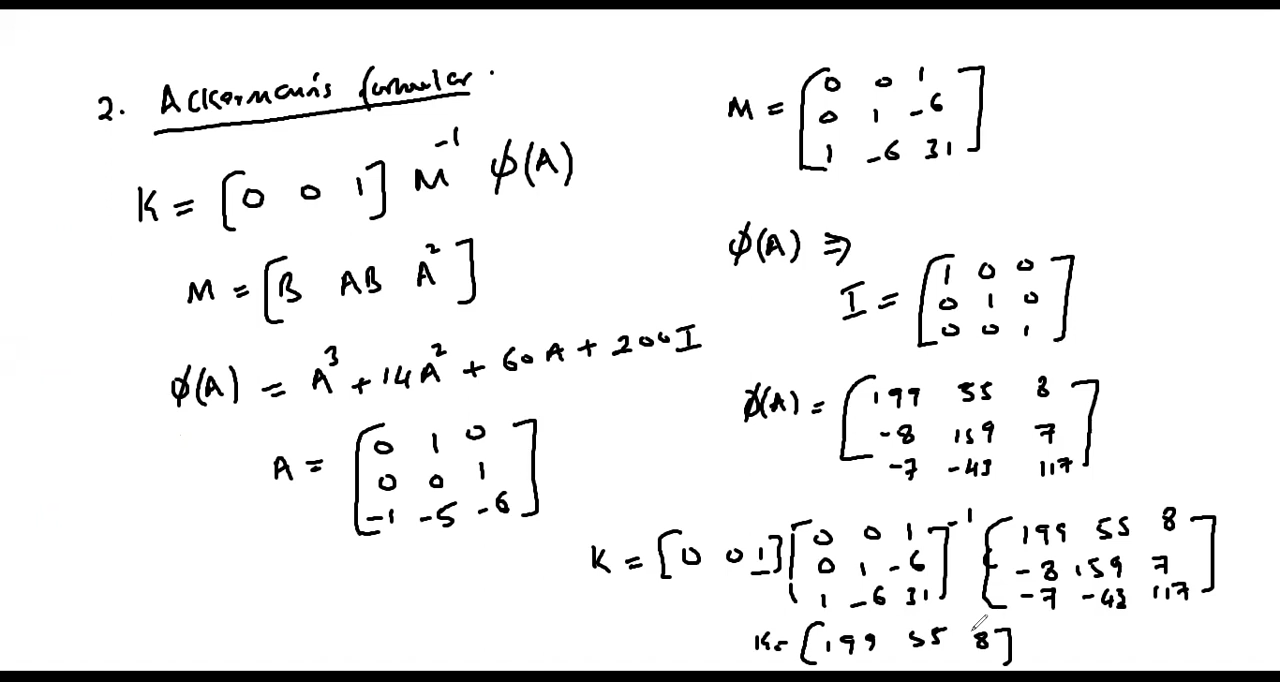 2. Ackermann's formular.
K = [0 0 1] M⁻¹ φ(A)
M = [B AB A²]
φ(A) = A³ + 14A² + 60A + 200I
A = [0 1 0
0 0 1
-1 -5 -6]
M = [0 0 1
0 1 -6
1 -6 31]
φ(A) ⇒
I = [1 0 0
0 1 0
0 0 1]
φ(A) = [199 55 8
-8 159 7
-7 -43 117]
K = [0 0 1] [0 0 1 ]⁻¹ [199 55 8
0 1 -6 -8 159 7
1 -6 31 -7 -43 117]
K= [199 55 8]